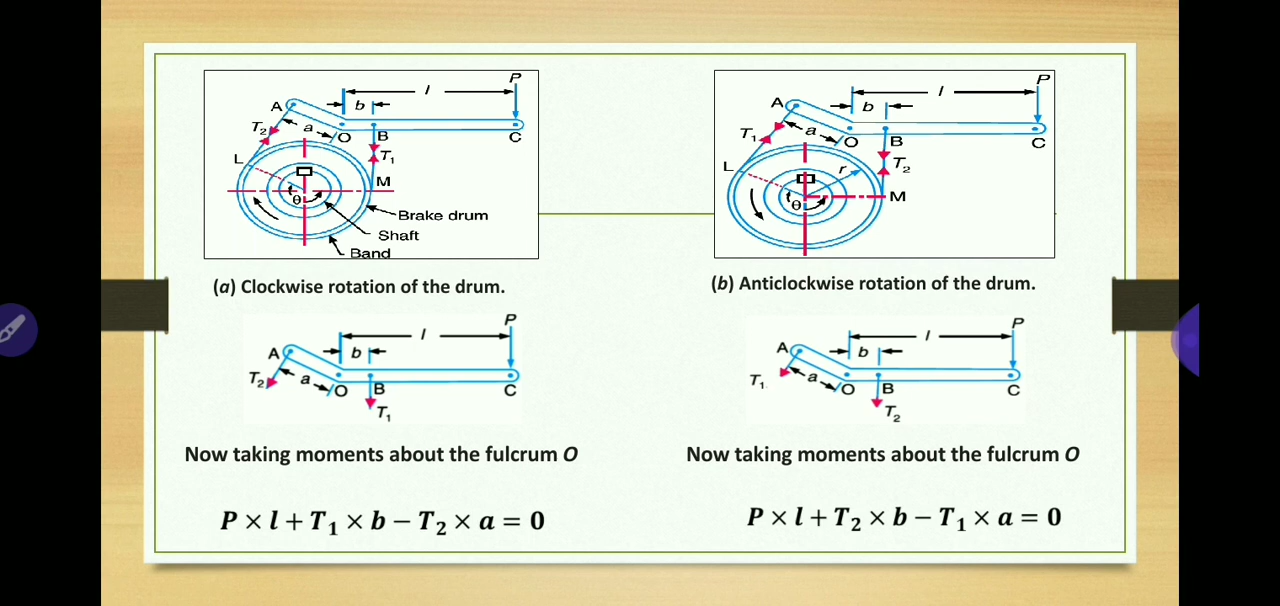 P
l
b
A
T₂
a
O
B
C
T₁
L
M
θ
Brake drum
Shaft
Band
P
l
b
A
T₁
a
O
B
C
T₂
L
r
M
θ
(a) Clockwise rotation of the drum.
(b) Anticlockwise rotation of the drum.
P
l
b
A
T₂
a
O
B
C
T₁
P
l
b
A
T₁
a
O
B
C
T₂
Now taking moments about the fulcrum O
Now taking moments about the fulcrum O
P × l + T₁ × b − T₂ × a = 0
P × l + T₂ × b − T₁ × a = 0